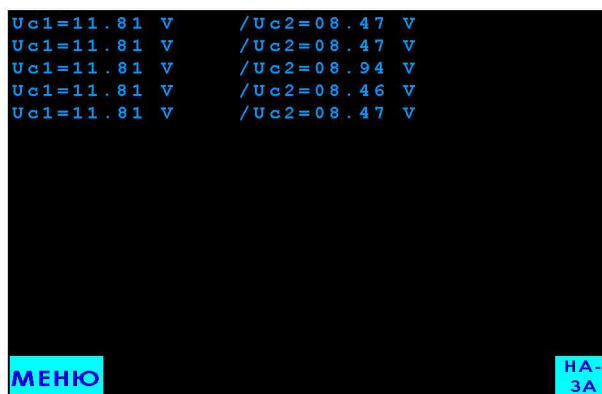 Uc1=11.81 V /Uc2=08.47 V
Uc1=11.81 V /Uc2=08.47 V
Uc1=11.81 V /Uc2=08.94 V
Uc1=11.81 V /Uc2=08.46 V
Uc1=11.81 V /Uc2=08.47 V
МЕНЮ
НА-
ЗА